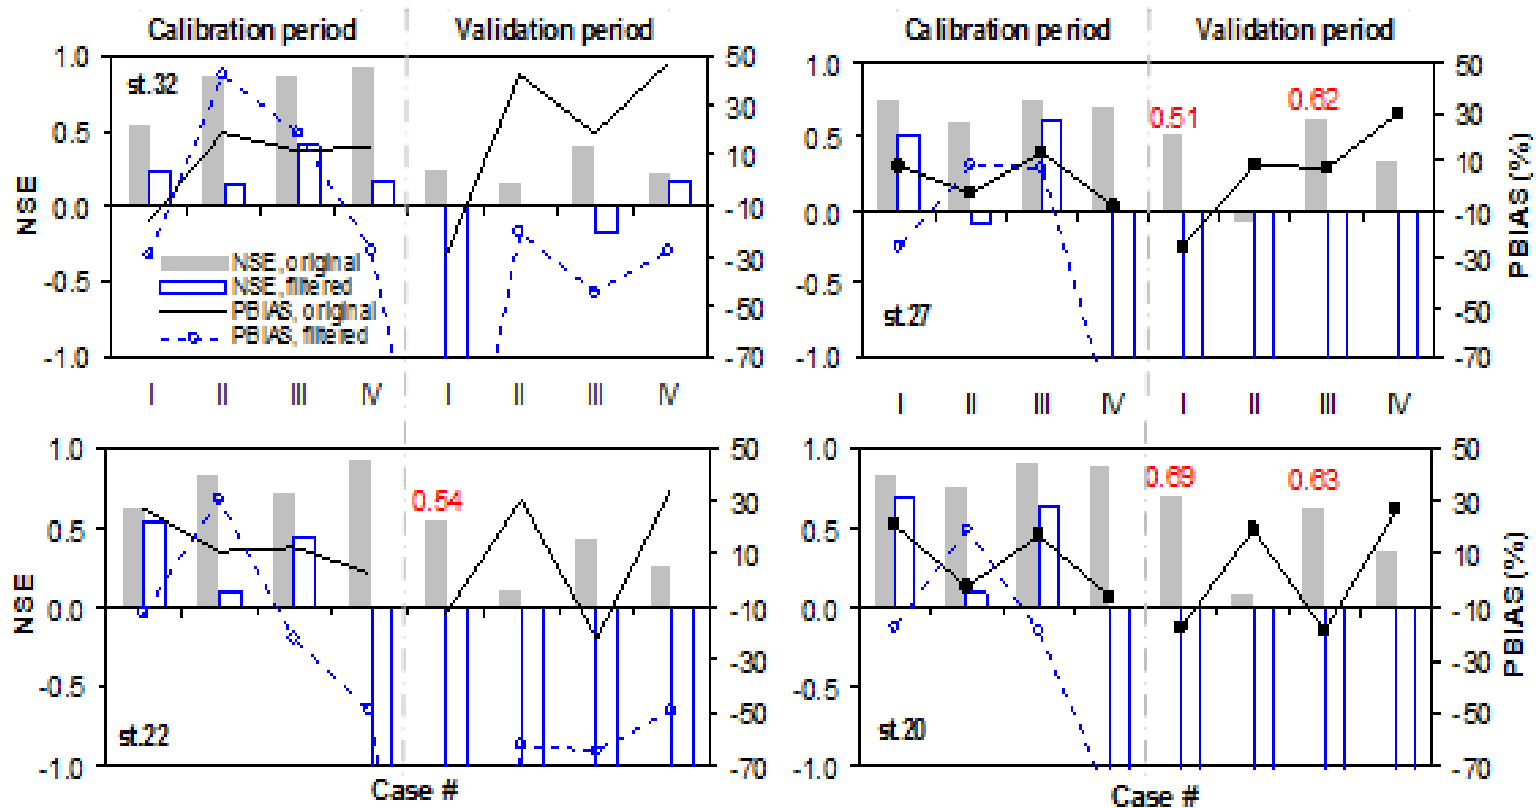 Calibration period Validation period
1.0
0.5
0.0
-0.5
-1.0
NSE
st.32
NSE, original
NSE, filtered
PBIAS, original
PBIAS, filtered
50
30
10
-10
-30
-50
-70
I II III IV I II III IV
Calibration period Validation period
1.0
0.5
0.0
-0.5
-1.0
0.51
0.62
st.27
50
30
10
-10
-30
-50
-70
PBIAS (%)
I II III IV I II III IV
1.0
0.5
0.0
-0.5
-1.0
NSE
0.54
st.22
50
30
10
-10
-30
-50
-70
Case #
1.0
0.5
0.0
-0.5
-1.0
0.69
0.63
st.20
50
30
10
-10
-30
-50
-70
PBIAS (%)
Case #